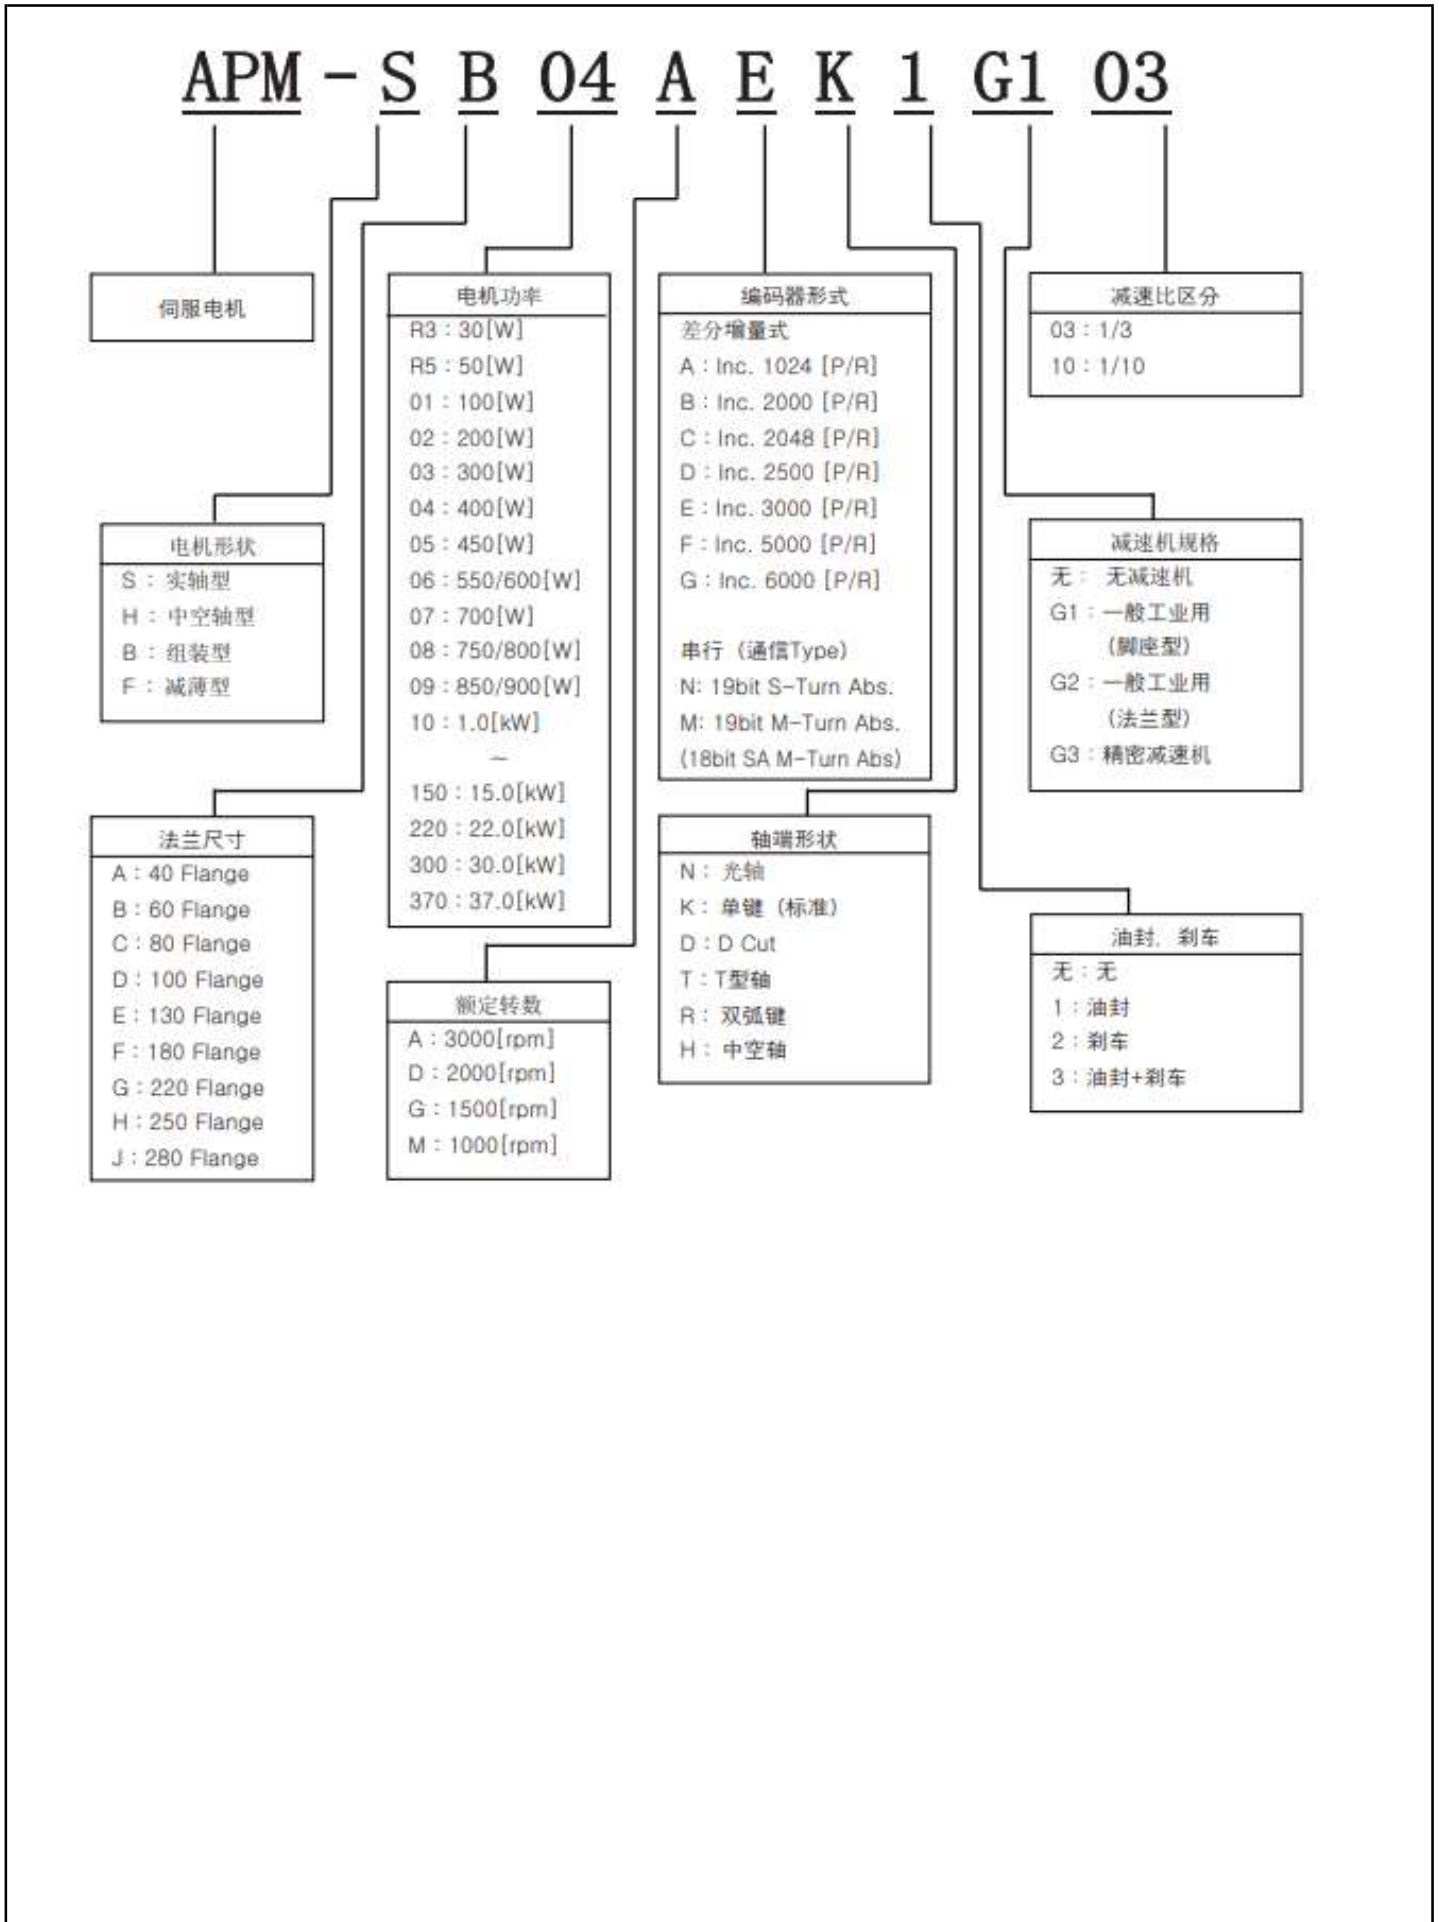 APM-SB04AEK1G103
伺服电机
电机形状
S : 实轴型
H : 中空轴型
B : 组装型
F : 减薄型
法兰尺寸
A : 40 Flange
B : 60 Flange
C : 80 Flange
D : 100 Flange
E : 130 Flange
F : 180 Flange
G : 220 Flange
H : 250 Flange
J : 280 Flange
电机功率
R3 : 30[W]
R5 : 50[W]
01 : 100[W]
02 : 200[W]
03 : 300[W]
04 : 400[W]
05 : 450[W]
06 : 550/600[W]
07 : 700[W]
08 : 750/800[W]
09 : 850/900[W]
10 : 1.0[kW]
~
150 : 15.0[kW]
220 : 22.0[kW]
300 : 30.0[kW]
370 : 37.0[kW]
额定转数
A : 3000[rpm]
D : 2000[rpm]
G : 1500[rpm]
M : 1000[rpm]
编码器形式
差分增量式
A : Inc. 1024 [P/R]
B : Inc. 2000 [P/R]
C : Inc. 2048 [P/R]
D : Inc. 2500 [P/R]
E : Inc. 3000 [P/R]
F : Inc. 5000 [P/R]
G : Inc. 6000 [P/R]
串行（通信Type）
N: 19bit S-Turn Abs.
M: 19bit M-Turn Abs.
(18bit SA M-Turn Abs)
轴端形状
N : 光轴
K : 单键（标准）
D : D Cut
T : T型轴
R : 双弧键
H : 中空轴
减速比区分
03 : 1/3
10 : 1/10
减速机规格
无 : 无减速机
G1 : 一般工业用
(脚座型)
G2 : 一般工业用
(法兰型)
G3 : 精密减速机
油封, 刹车
无 : 无
1 : 油封
2 : 刹车
3 : 油封+刹车